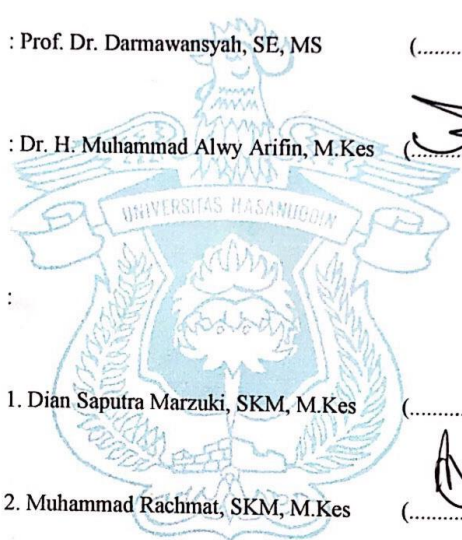 : Prof. Dr. Darmawansyah, SE, MS (.........
: Dr. H. Muhammad Alwy Arifin, M.Kes (.........
UNIVERSITAS HASANUDDIN
:
1. Dian Saputra Marzuki, SKM, M.Kes (.........
2. Muhammad Rachmat, SKM, M.Kes (.........